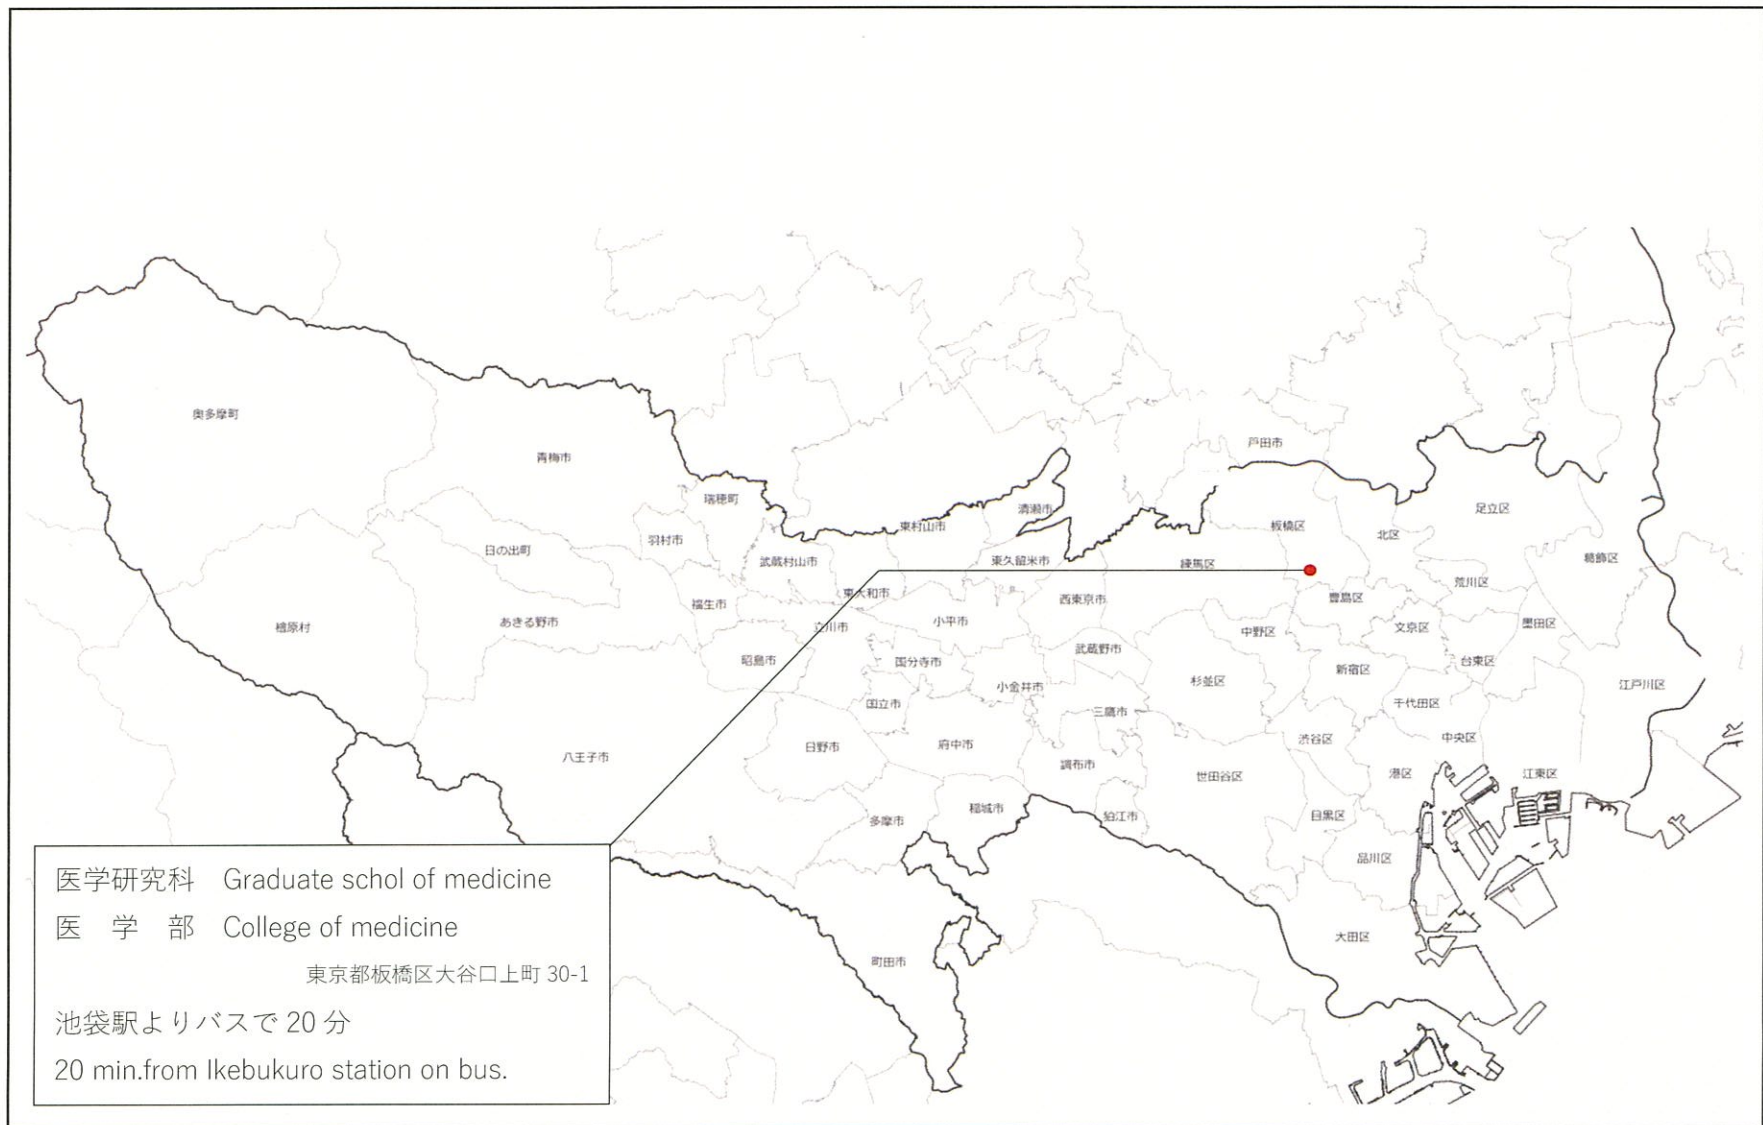 戸田市
奥多摩町
青梅市
瑞穂町
清瀬市
足立区
東村山市
板橋区
北区
羽村市
日の出町
武蔵村山市
東久留米市
練馬区
葛飾区
荒川区
東大和市
西東京市
豊島区
福生市
檜原村
あきる野市
立川市
小平市
中野区
文京区
墨田区
武蔵野市
昭島市
国分寺市
新宿区
台東区
杉並区
小金井市
江戸川区
国立市
三鷹市
千代田区
日野市
府中市
渋谷区
中央区
八王子市
調布市
世田谷区
港区
江東区
多摩市
稲城市
狛江市
目黒区
品川区
大田区
町田市
医学研究科 Graduate schol of medicine
医 学 部 College of medicine
東京都板橋区大谷口上町 30-1
池袋駅よりバスで 20 分
20 min.from Ikebukuro station on bus.